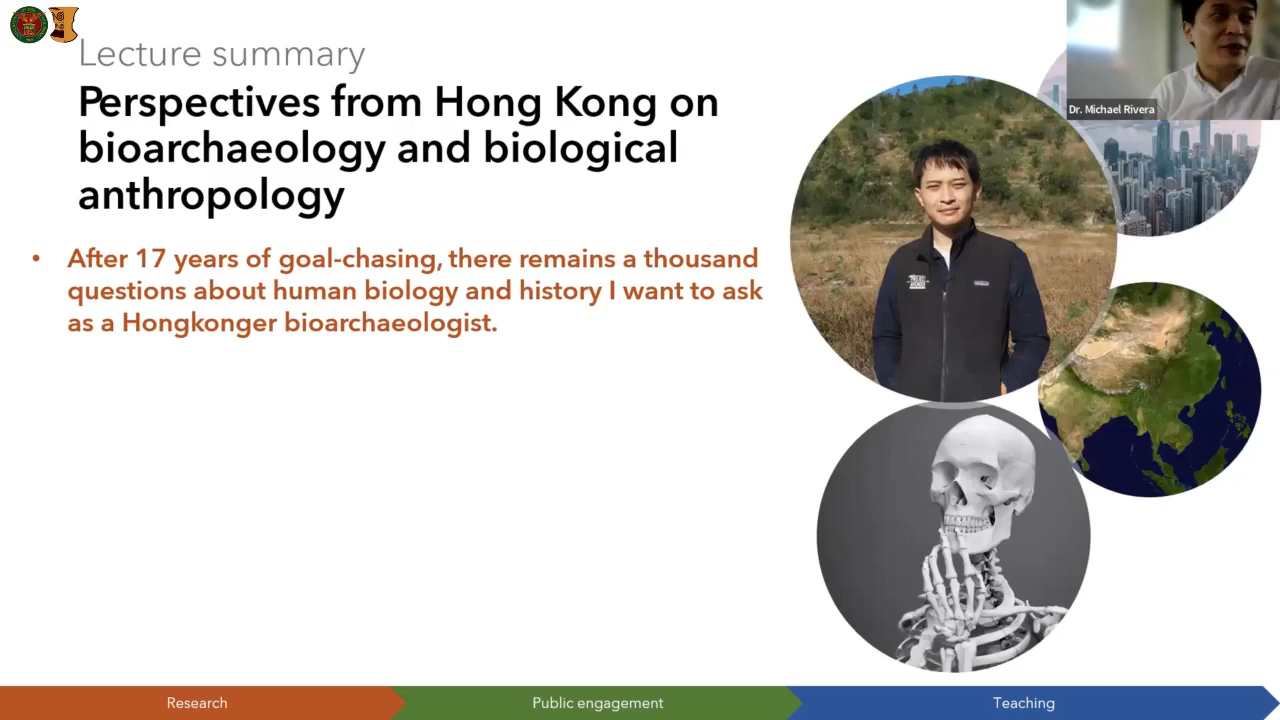 Lecture summary
Perspectives from Hong Kong on
bioarchaeology and biological
anthropology
• After 17 years of goal-chasing, there remains a thousand
questions about human biology and history I want to ask
as a Hongkonger bioarchaeologist.
Dr. Michael Rivera
Research
Public engagement
Teaching